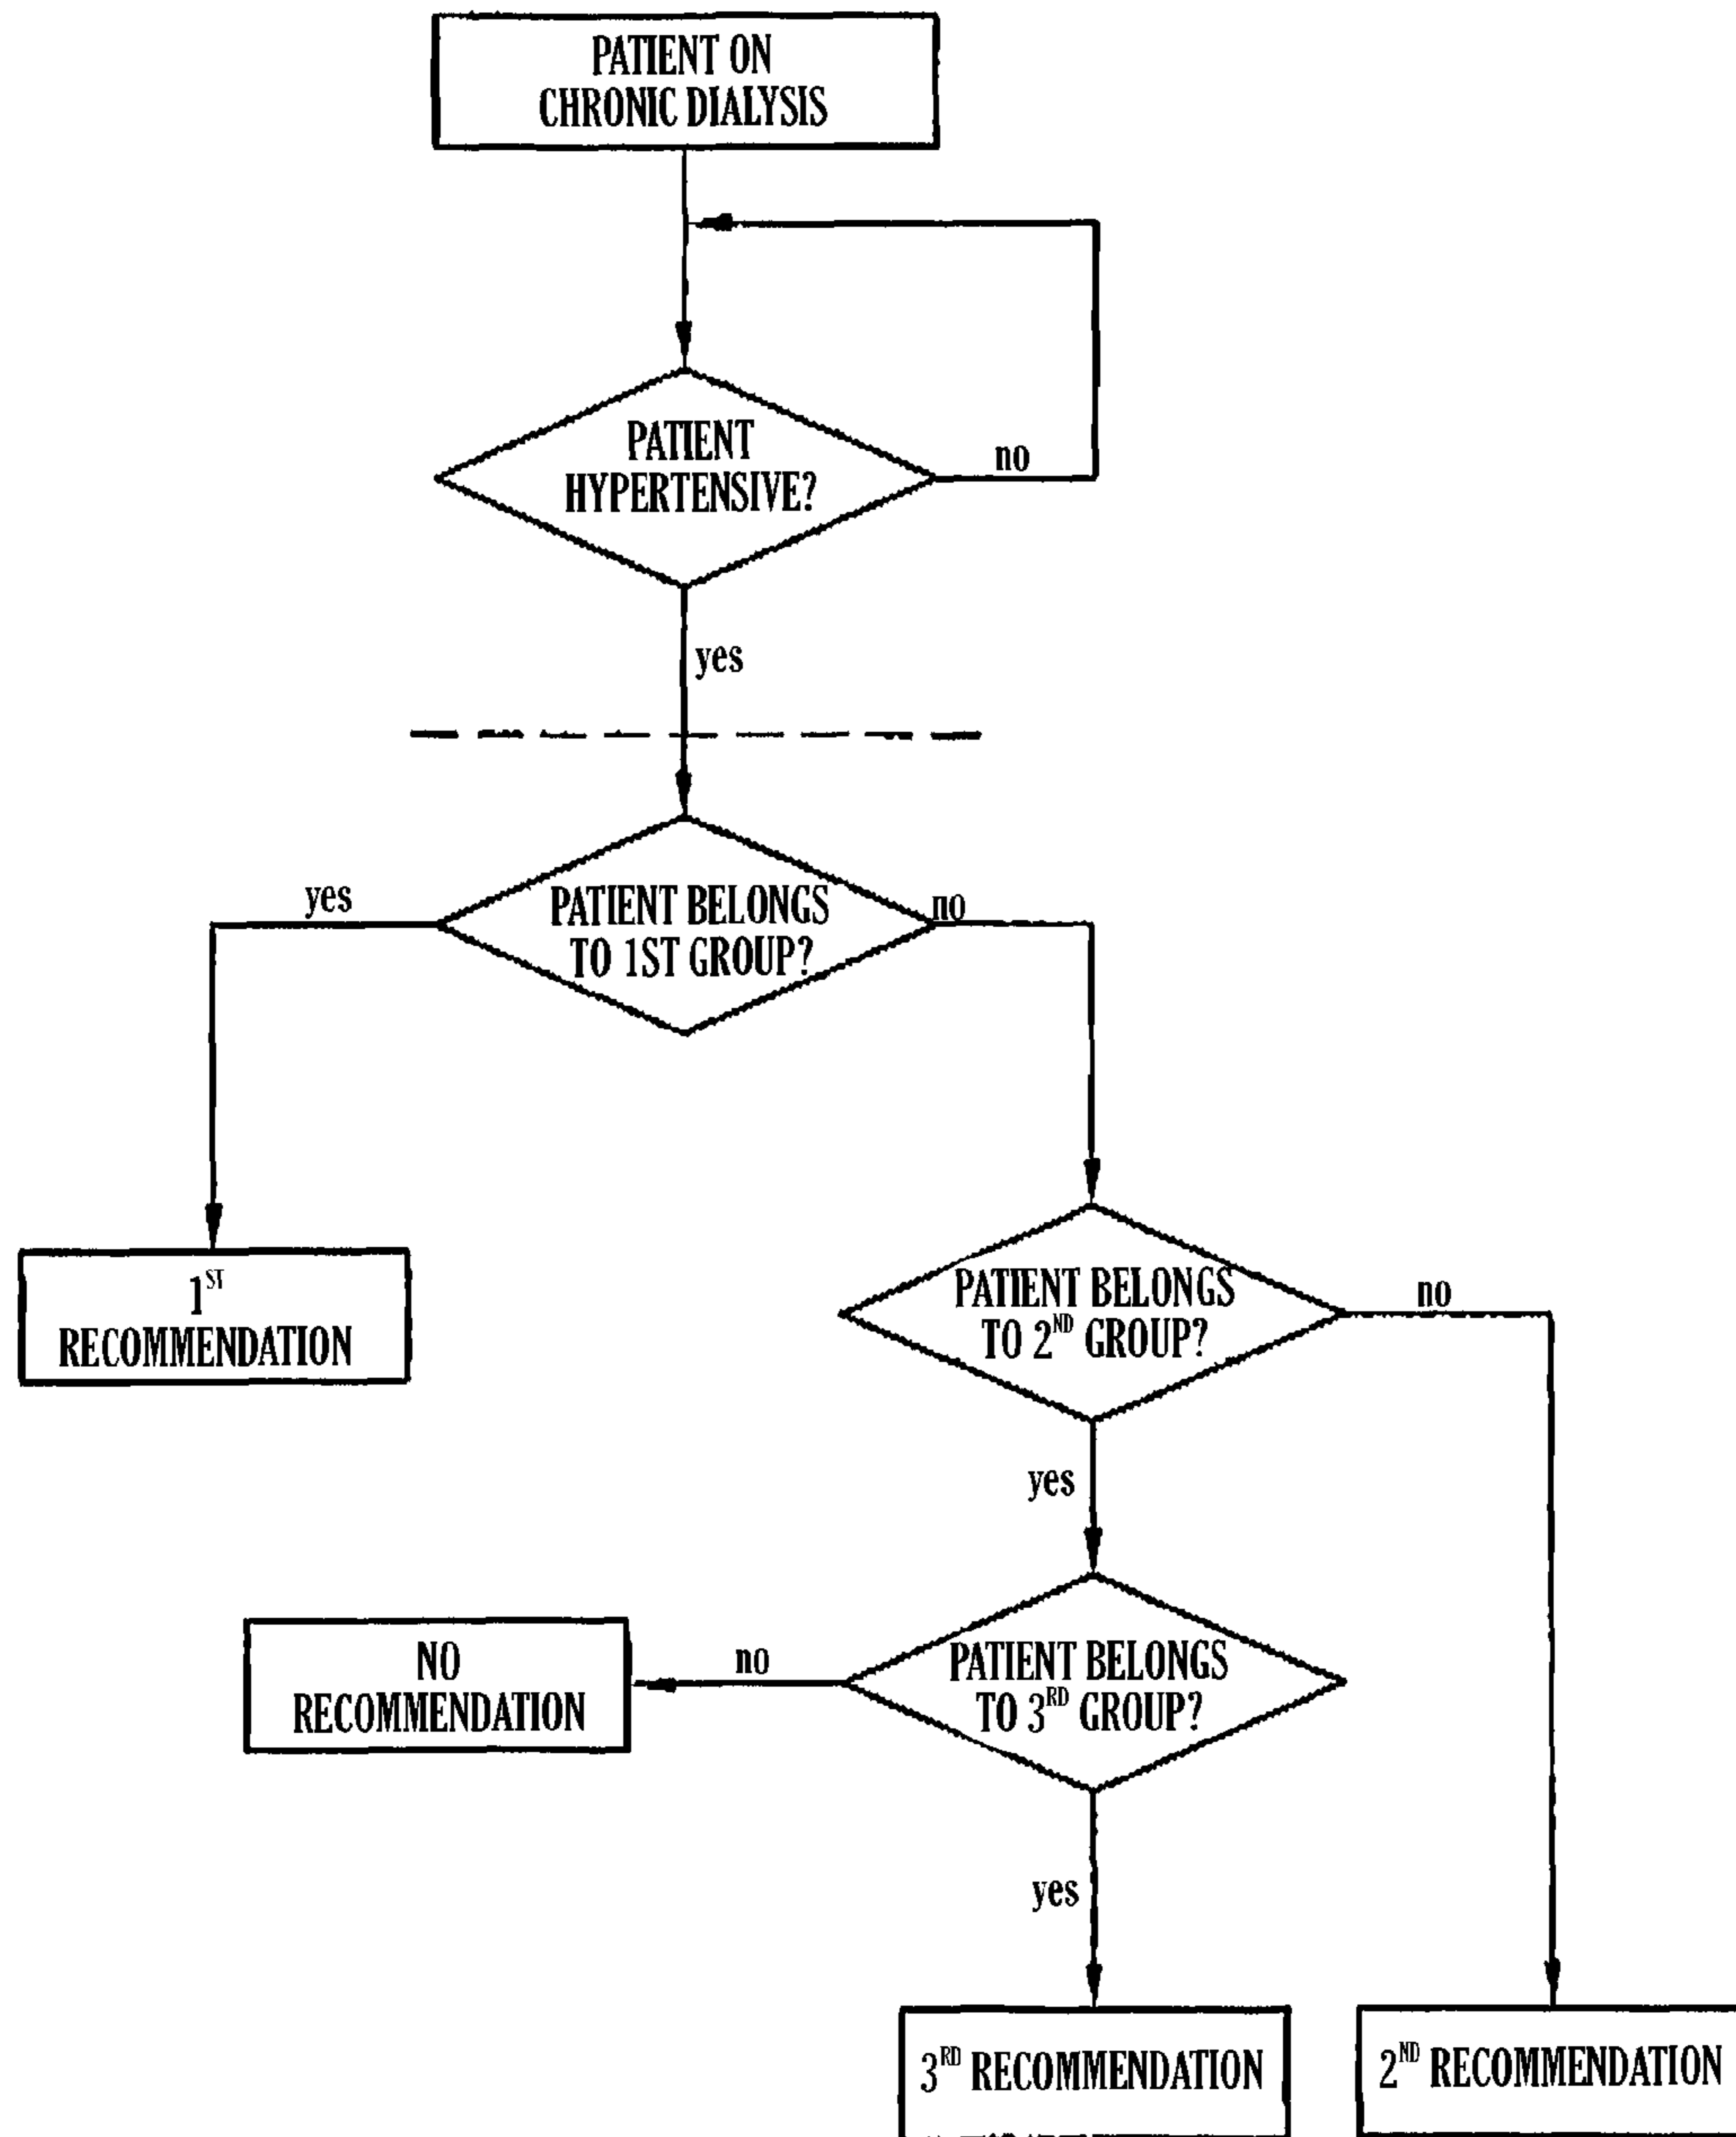 PATIENT ON
CHRONIC DIALYSIS
PATIENT
HYPERTENSIVE?
no
yes
yes
PATIENT BELONGS
TO 1ST GROUP?
no
1ST
RECOMMENDATION
PATIENT BELONGS
TO 2ND GROUP?
no
yes
NO
RECOMMENDATION
no
PATIENT BELONGS
TO 3RD GROUP?
yes
3RD RECOMMENDATION
2ND RECOMMENDATION